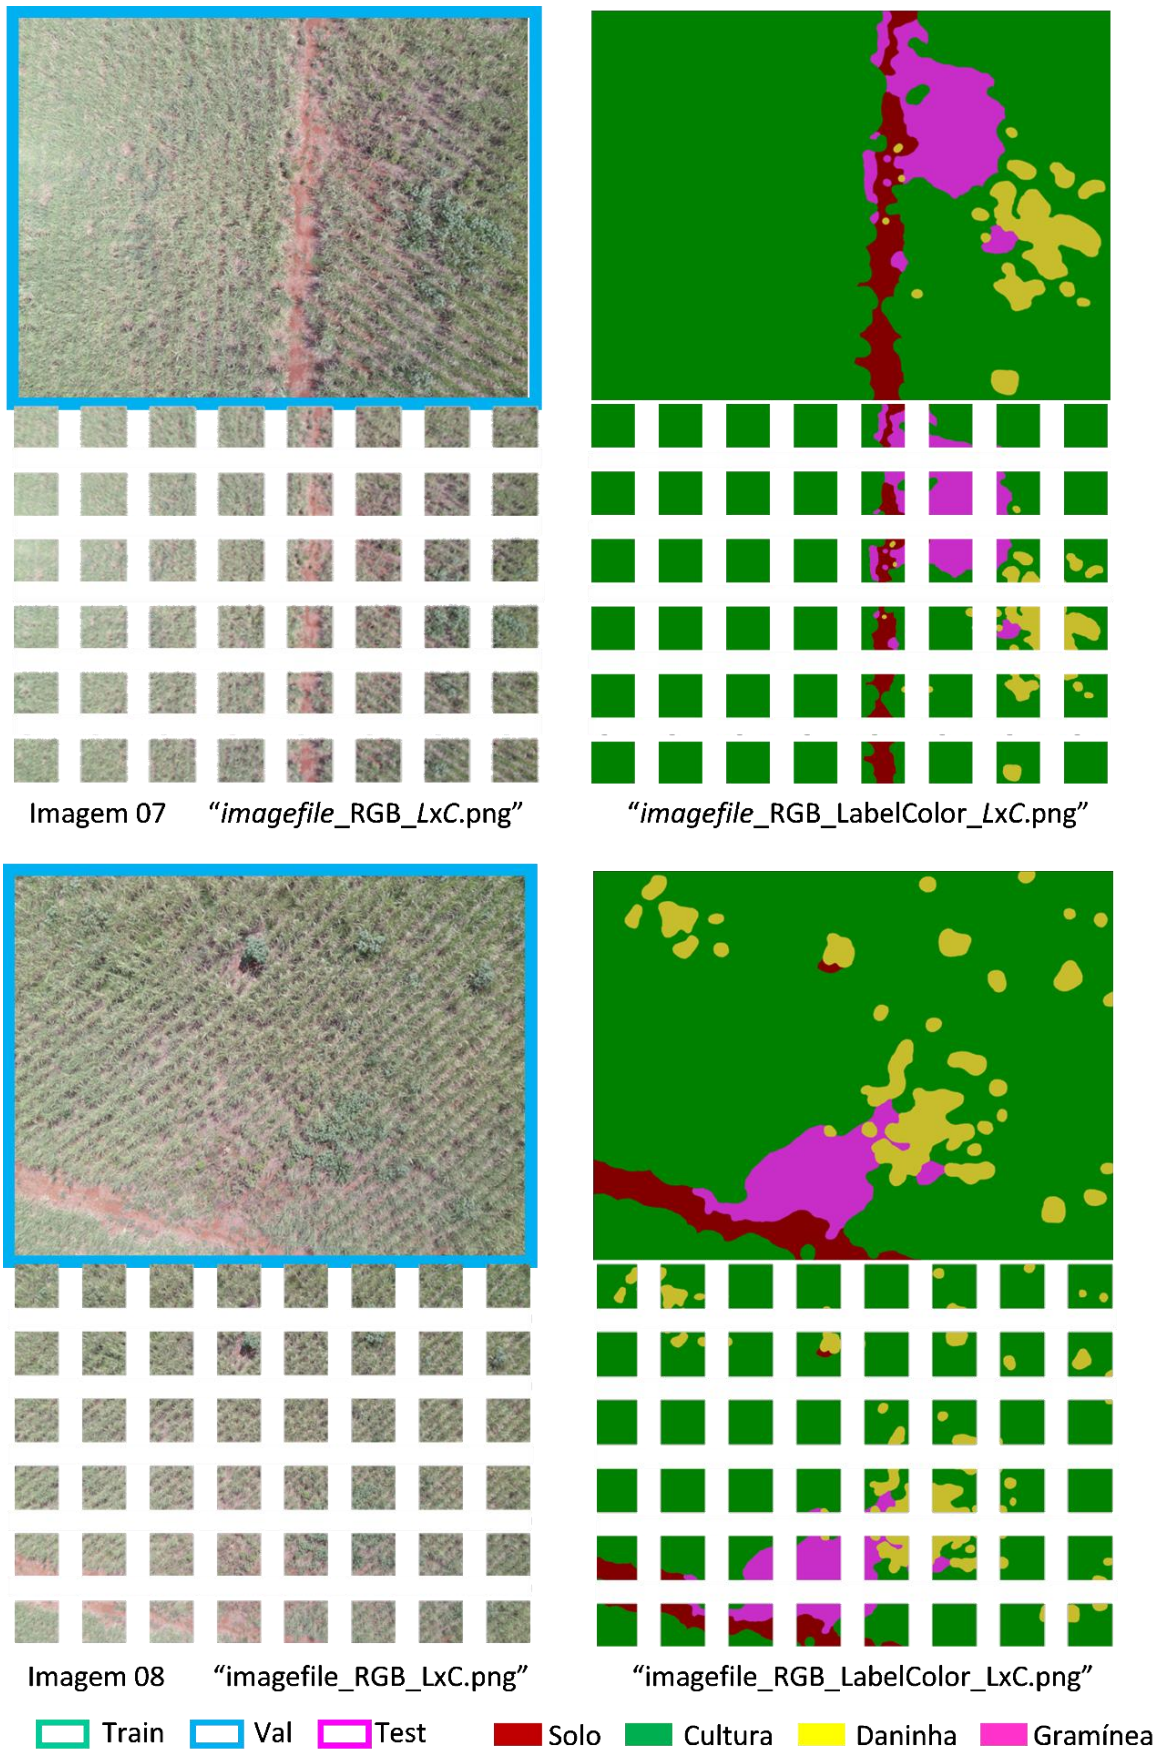 Imagem 07 “imagefile_RGB_LxC.png” “imagefile_RGB_LabelColor_LxC.png”
Imagem 08 “imagefile_RGB_LxC.png” “imagefile_RGB_LabelColor_LxC.png”
Train Val Test Solo Cultura Daninha Gramínea